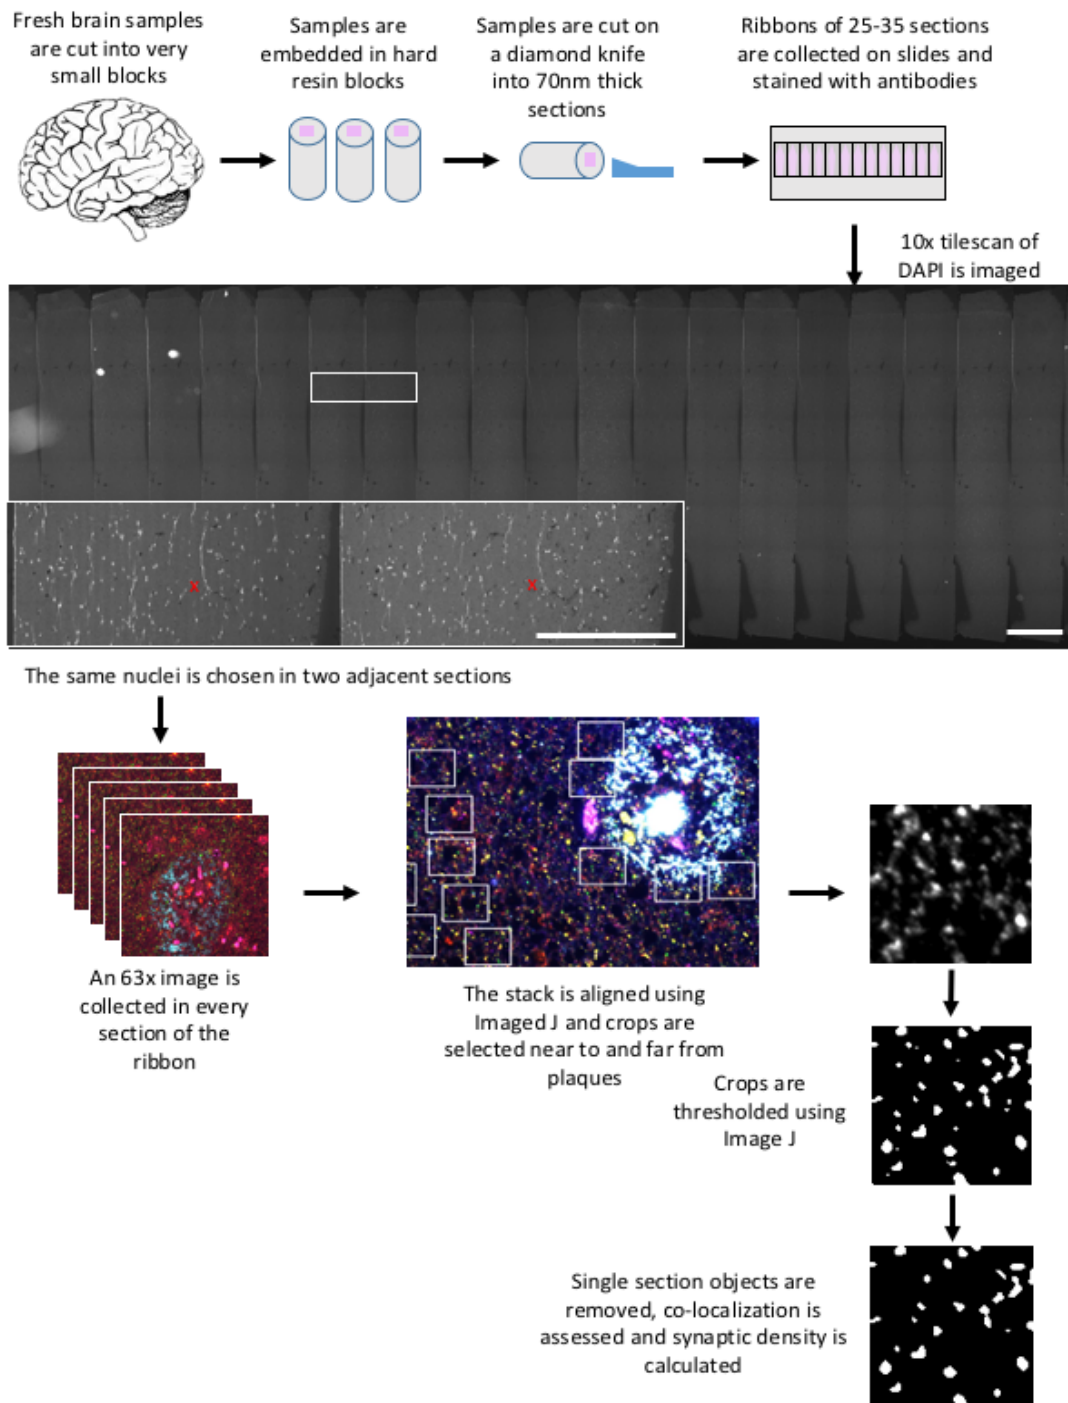 Fresh brain samples
are cut into very
small blocks
Samples are
embedded in hard
resin blocks
Samples are cut on
a diamond knife
into 70nm thick
sections
Ribbons of 25-35 sections
are collected on slides and
stained with antibodies
10x tilescan of
DAPI is imaged
x
x
The same nuclei is chosen in two adjacent sections
An 63x image is
collected in every
section of the
ribbon
The stack is aligned using
Imaged J and crops are
selected near to and far from
plaques
Crops are
thresholded using
Image J
Single section objects are
removed, co-localization is
assessed and synaptic density is
calculated